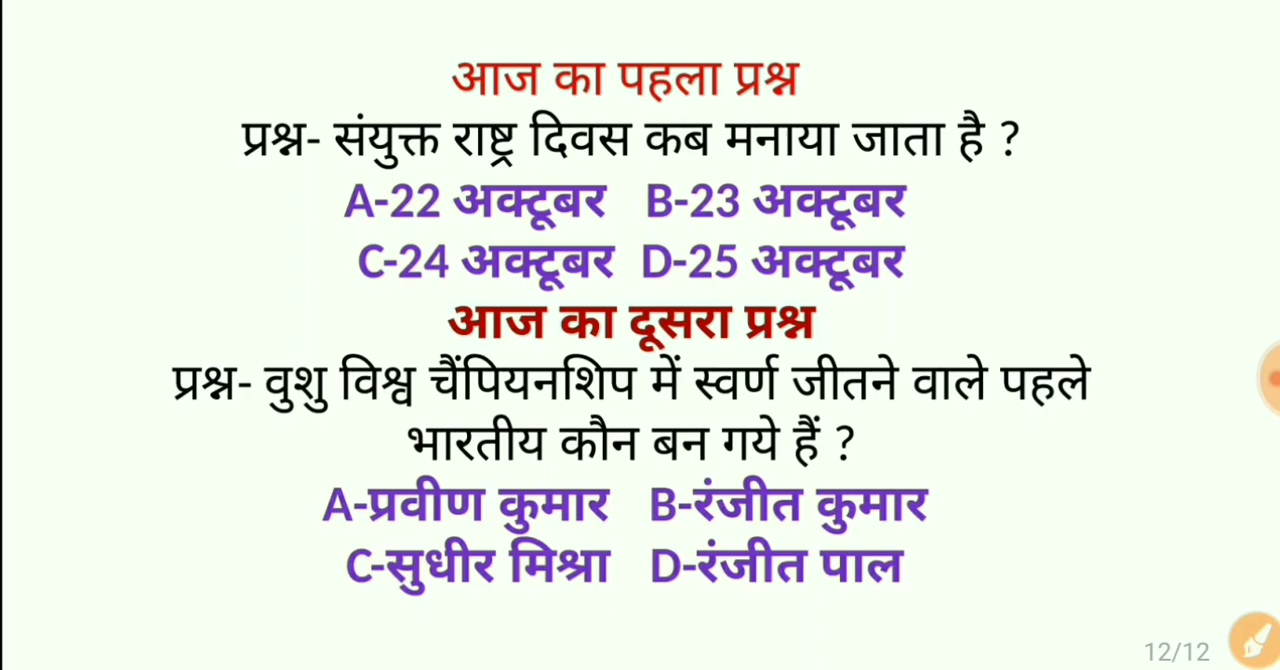 आज का पहला प्रश्न
प्रश्न- संयुक्त राष्ट्र दिवस कब मनाया जाता है ?
A-22 अक्टूबर B-23 अक्टूबर
C-24 अक्टूबर D-25 अक्टूबर
आज का दूसरा प्रश्न
प्रश्न- वुशु विश्व चैंपियनशिप में स्वर्ण जीतने वाले पहले
भारतीय कौन बन गये हैं ?
A-प्रवीण कुमार B-रंजीत कुमार
C-सुधीर मिश्रा D-रंजीत पाल
12/12